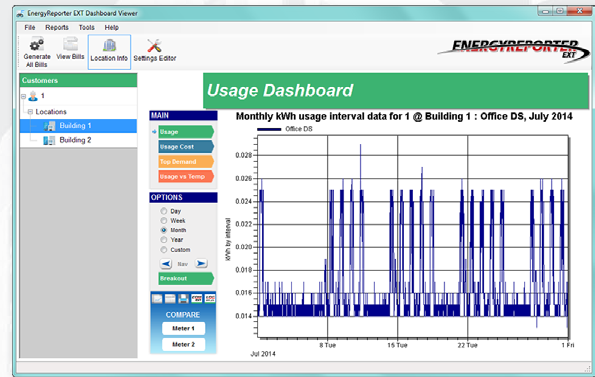 EnergyReporter EXT Dashboard Viewer
File Reports Tools Help
Generate All Bills
View Bills
Location Info
Settings Editor
ENERGYREPORTER
EXT
Customers
1
Locations
Building 1
Building 2
Usage Dashboard
MAIN
Usage
Usage Cost
Top Demand
Usage vs Temp
OPTIONS
Day
Week
Month
Year
Custom
Nav
Breakout
COMPARE
Meter 1
Meter 2
Monthly kWh usage interval data for 1 @ Building 1 : Office DS, July 2014
Office DS
kWh by interval
0.028
0.026
0.024
0.022
0.020
0.018
0.016
0.014
8 Tue
15 Tue
22 Tue
1 Fri
Jul 2014